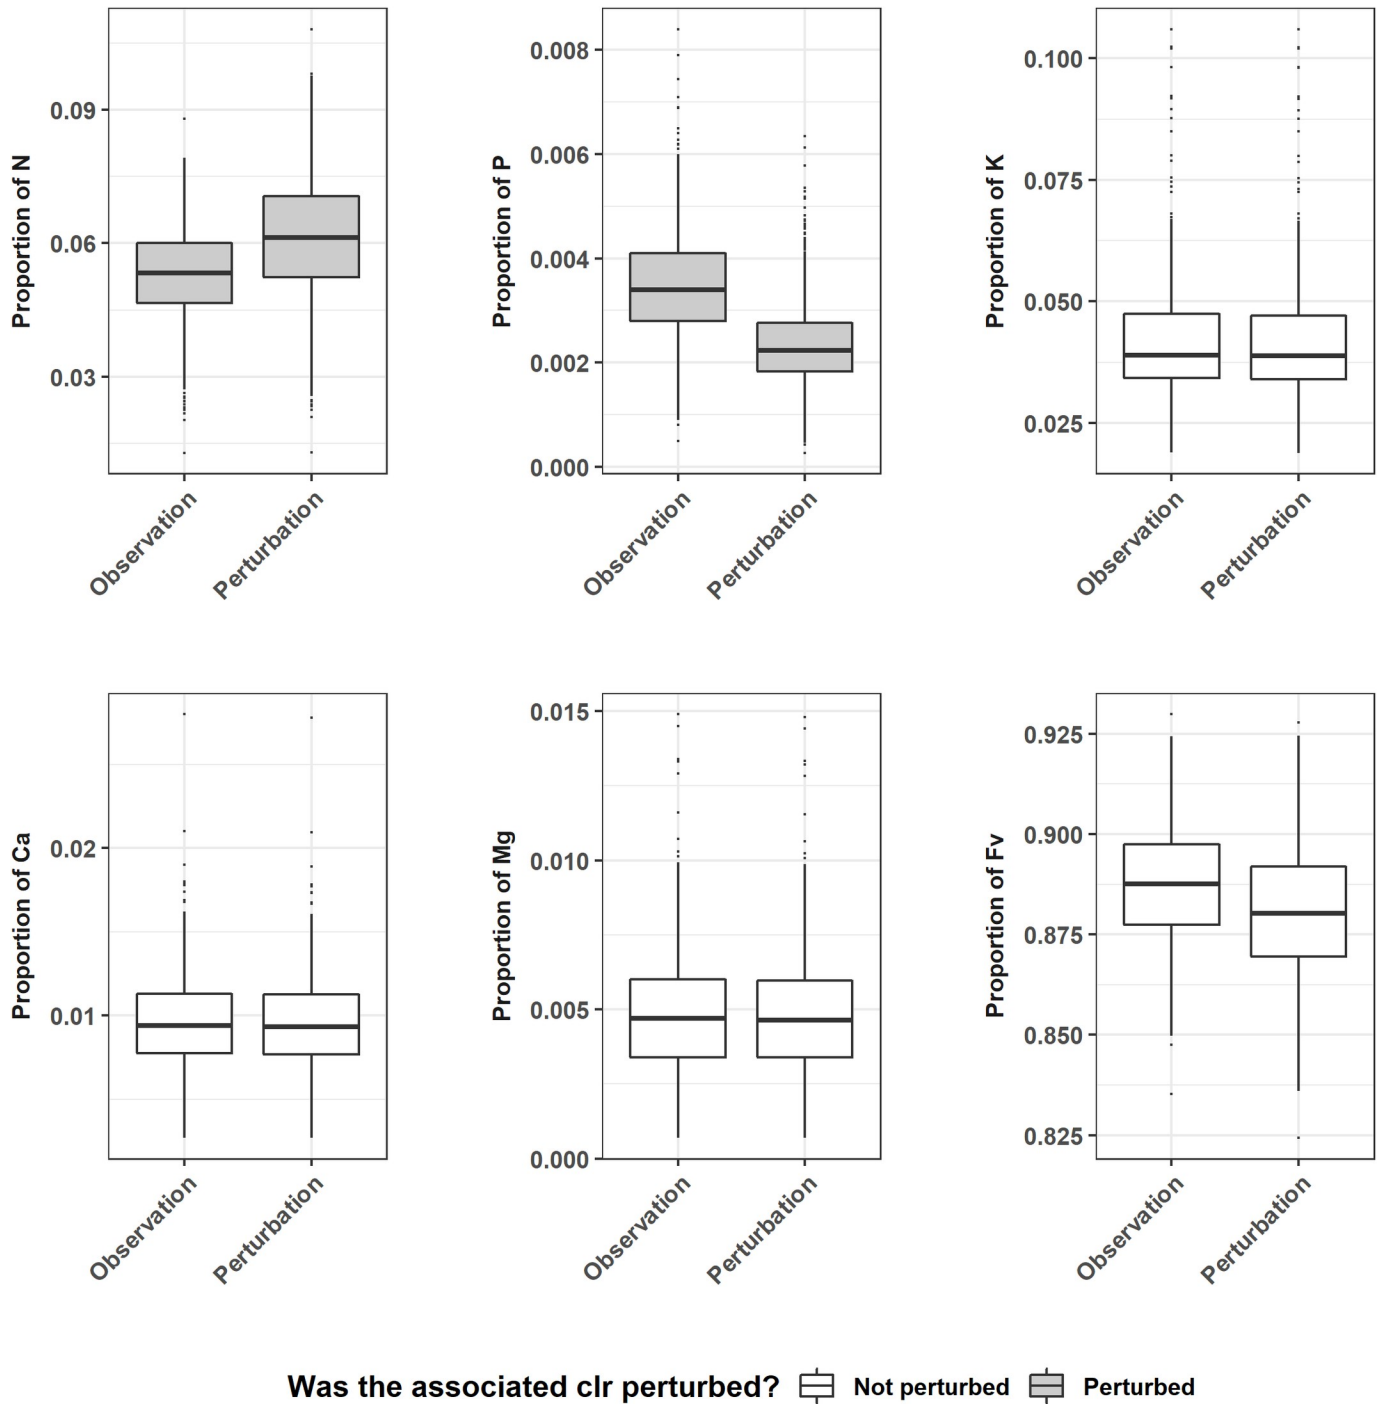 Proportion of N
0.09
0.06
0.03
Observation
Perturbation
Proportion of P
0.008
0.006
0.004
0.002
0.000
Observation
Perturbation
Proportion of K
0.100
0.075
0.050
0.025
Observation
Perturbation
Proportion of Ca
0.02
0.01
Observation
Perturbation
Proportion of Mg
0.015
0.010
0.005
0.000
Observation
Perturbation
Proportion of Fv
0.925
0.900
0.875
0.850
0.825
Observation
Perturbation
Was the associated clr perturbed? Not perturbed Perturbed